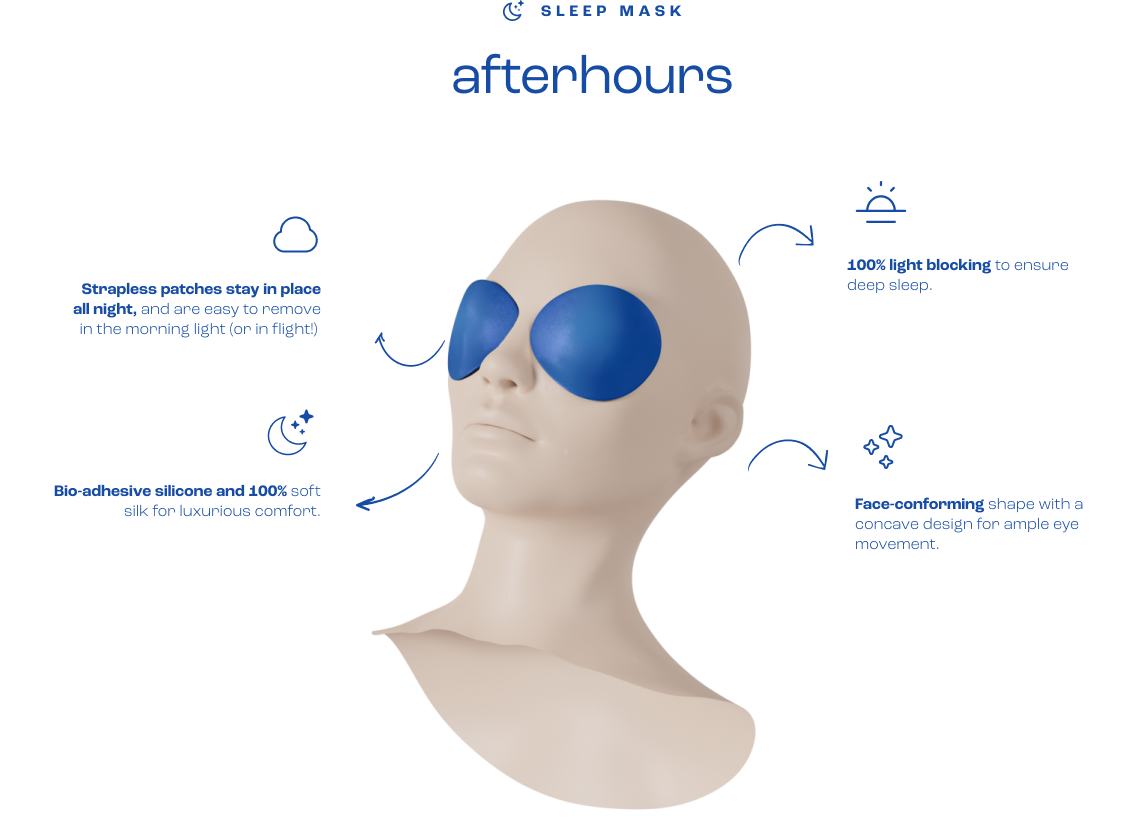 SLEEP MASK
afterhours
Strapless patches stay in place
all night, and are easy to remove
in the morning light (or in flight!)
100% light blocking to ensure
deep sleep.
Bio-adhesive silicone and 100% soft
silk for luxurious comfort.
Face-conforming shape with a
concave design for ample eye
movement.